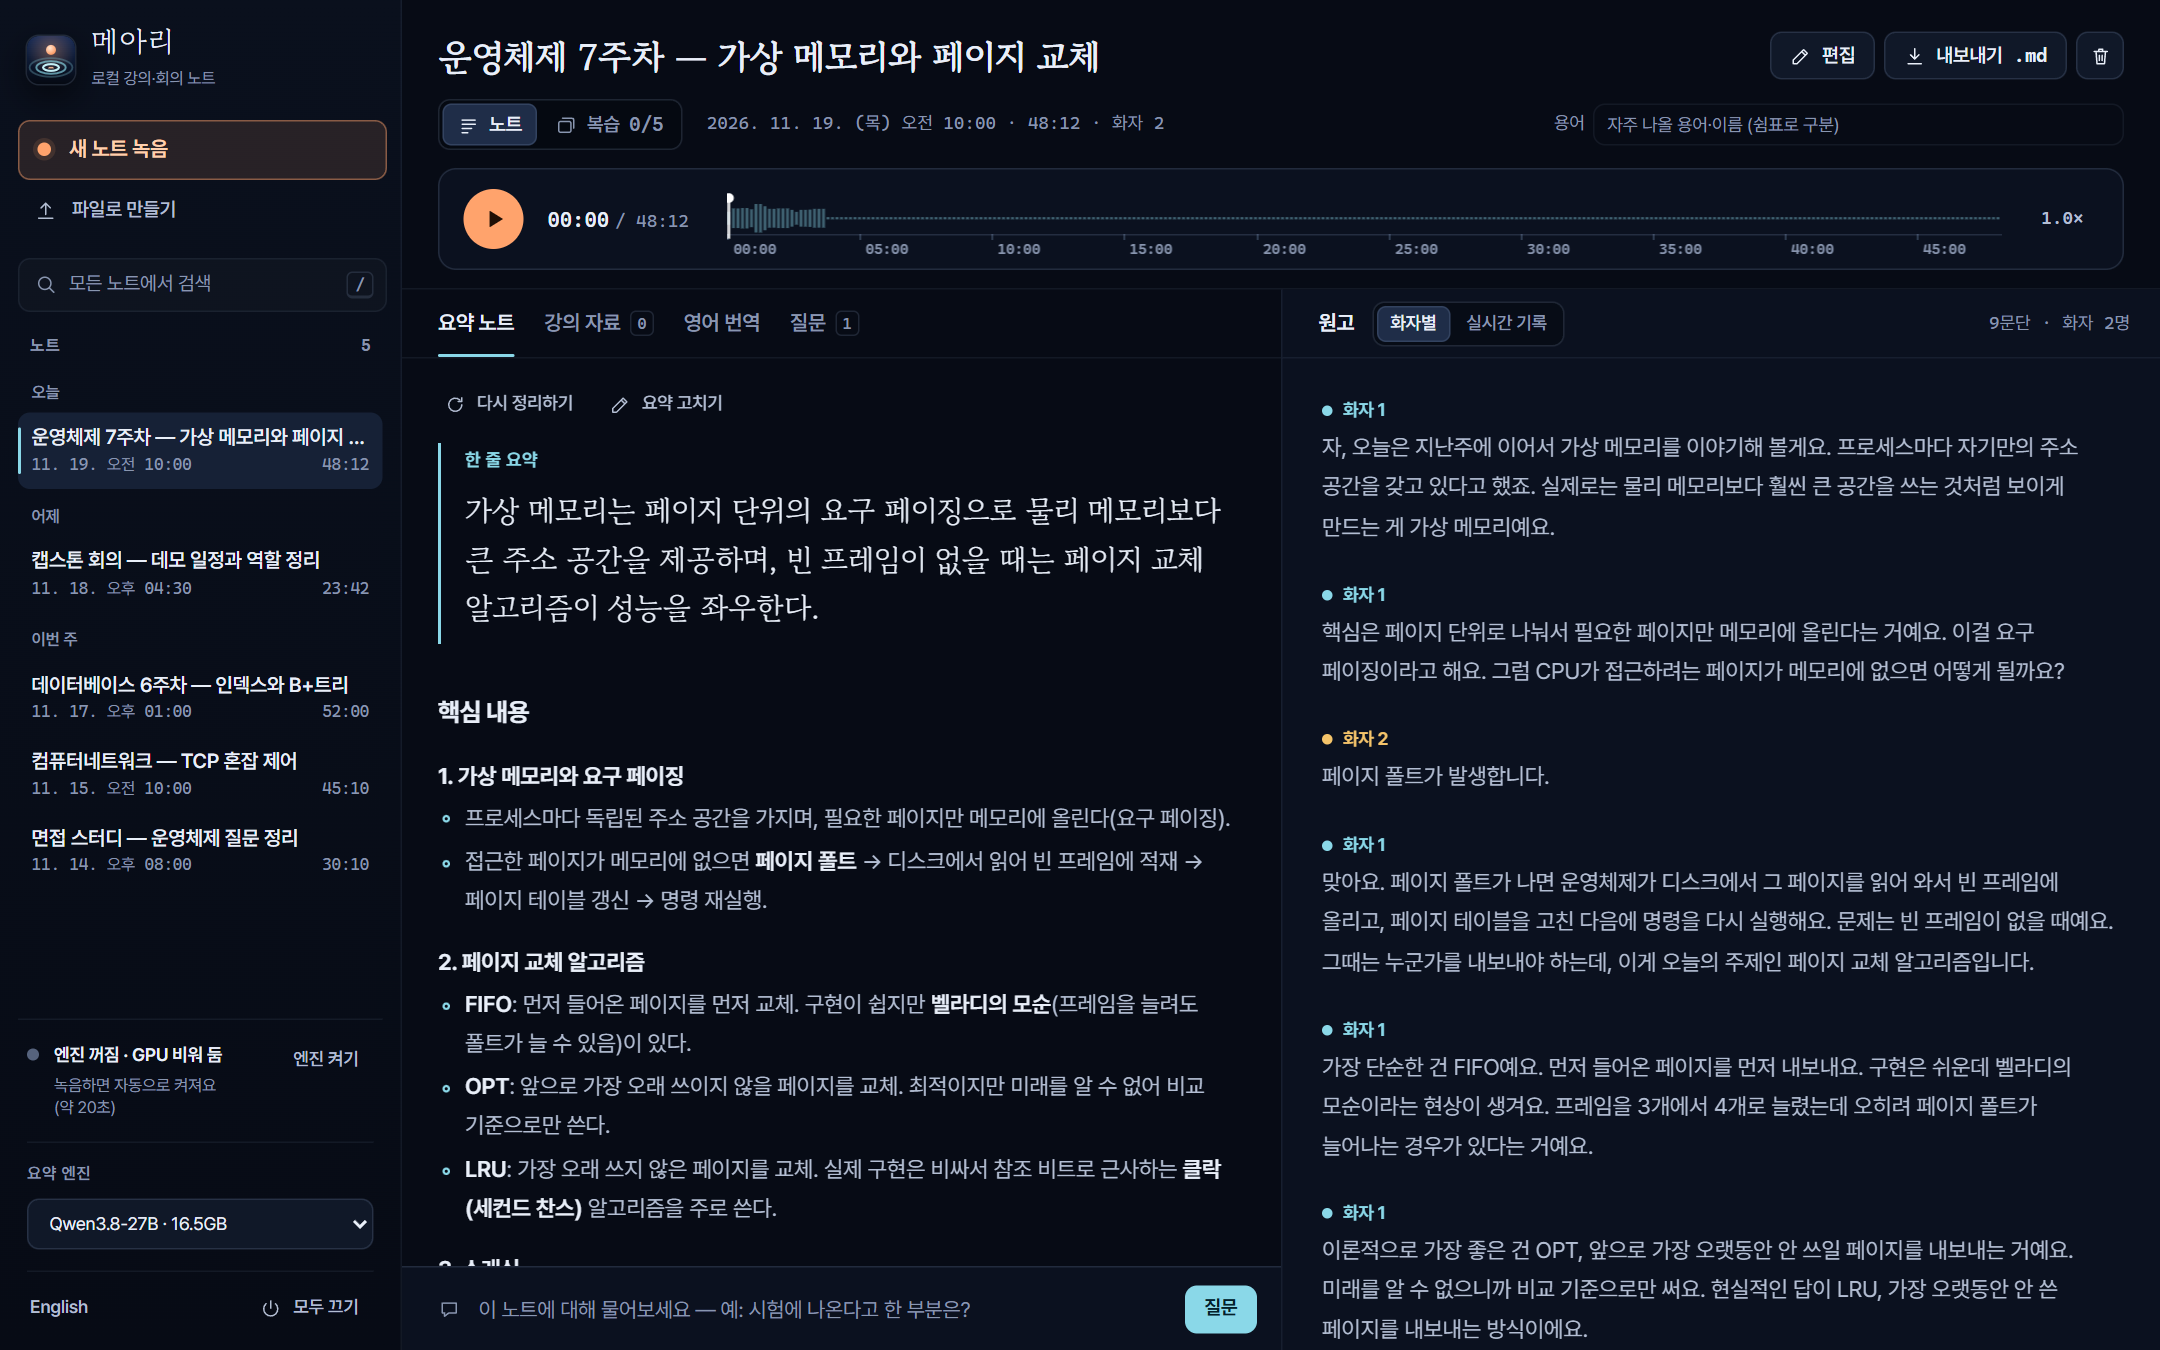 메아리
로컬 강의·회의 노트
새 노트 녹음
파일로 만들기
모든 노트에서 검색 /
노트 5
오늘
운영체제 7주차 — 가상 메모리와 페이지 ...
11. 19. 오전 10:00 48:12
어제
캡스톤 회의 — 데모 일정과 역할 정리
11. 18. 오후 04:30 23:42
이번 주
데이터베이스 6주차 — 인덱스와 B+트리
11. 17. 오후 01:00 52:00
컴퓨터네트워크 — TCP 혼잡 제어
11. 15. 오전 10:00 45:10
면접 스터디 — 운영체제 질문 정리
11. 14. 오후 08:00 30:10
엔진 꺼짐 · GPU 비워 둠 엔진 켜기
녹음하면 자동으로 켜져요
(약 20초)
요약 엔진
Qwen3.8-27B · 16.5GB
English 모두 끄기
운영체제 7주차 — 가상 메모리와 페이지 교체
편집 내보내기 .md
노트 복습 0/5 2026. 11. 19. (목) 오전 10:00 · 48:12 · 화자 2
용어 자주 나올 용어·이름 (쉼표로 구분)
00:00 / 48:12
1.0×
00:00 05:00 10:00 15:00 20:00 25:00 30:00 35:00 40:00 45:00
요약 노트 강의 자료 0 영어 번역 질문 1
다시 정리하기 요약 고치기
한 줄 요약
가상 메모리는 페이지 단위의 요구 페이징으로 물리 메모리보다
큰 주소 공간을 제공하며, 빈 프레임이 없을 때는 페이지 교체
알고리즘이 성능을 좌우한다.
핵심 내용
1. 가상 메모리와 요구 페이징
프로세스마다 독립된 주소 공간을 가지며, 필요한 페이지만 메모리에 올린다(요구 페이징).
접근한 페이지가 메모리에 없으면 페이지 폴트 → 디스크에서 읽어 빈 프레임에 적재 →
페이지 테이블 갱신 → 명령 재실행.
2. 페이지 교체 알고리즘
FIFO: 먼저 들어온 페이지를 먼저 교체. 구현이 쉽지만 벨라디의 모순(프레임을 늘려도
폴트가 늘 수 있음)이 있다.
OPT: 앞으로 가장 오래 쓰이지 않을 페이지를 교체. 최적이지만 미래를 알 수 없어 비교
기준으로만 쓴다.
LRU: 가장 오래 쓰지 않은 페이지를 교체. 실제 구현은 비싸서 참조 비트로 근사하는 클락
(세컨드 찬스) 알고리즘을 주로 쓴다.
이 노트에 대해 물어보세요 — 예: 시험에 나온다고 한 부분은?
질문
원고 화자별 실시간 기록 9문단 · 화자 2명
화자 1
자, 오늘은 지난주에 이어서 가상 메모리를 이야기해 볼게요. 프로세스마다 자기만의 주소
공간을 갖고 있다고 했죠. 실제로는 물리 메모리보다 훨씬 큰 공간을 쓰는 것처럼 보이게
만드는 게 가상 메모리예요.
화자 1
핵심은 페이지 단위로 나눠서 필요한 페이지만 메모리에 올린다는 거예요. 이걸 요구
페이징이라고 해요. 그럼 CPU가 접근하려는 페이지가 메모리에 없으면 어떻게 될까요?
화자 2
페이지 폴트가 발생합니다.
화자 1
맞아요. 페이지 폴트가 나면 운영체제가 디스크에서 그 페이지를 읽어 와서 빈 프레임에
올리고, 페이지 테이블을 고친 다음에 명령을 다시 실행해요. 문제는 빈 프레임이 없을 때예요.
그때는 누군가를 내보내야 하는데, 이게 오늘의 주제인 페이지 교체 알고리즘입니다.
화자 1
가장 단순한 건 FIFO예요. 먼저 들어온 페이지를 먼저 내보내요. 구현은 쉬운데 벨라디의
모순이라는 현상이 생겨요. 프레임을 3개에서 4개로 늘렸는데 오히려 페이지 폴트가
늘어나는 경우가 있다는 거예요.
화자 1
이론적으로 가장 좋은 건 OPT, 앞으로 가장 오랫동안 안 쓰일 페이지를 내보내는 거예요.
미래를 알 수 없으니까 비교 기준으로만 써요. 현실적인 답이 LRU, 가장 오랫동안 안 쓴
페이지를 내보내는 방식이에요.